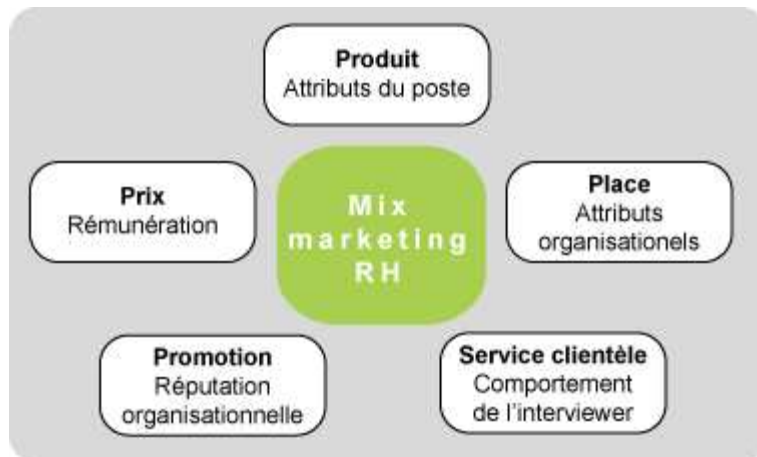 Produit
Attributs du poste
Prix
Rémunération
Mix
marketing
RH
Place
Attributs
organisationels
Promotion
Réputation
organisationnelle
Service clientèle
Comportement
de l'interviewer